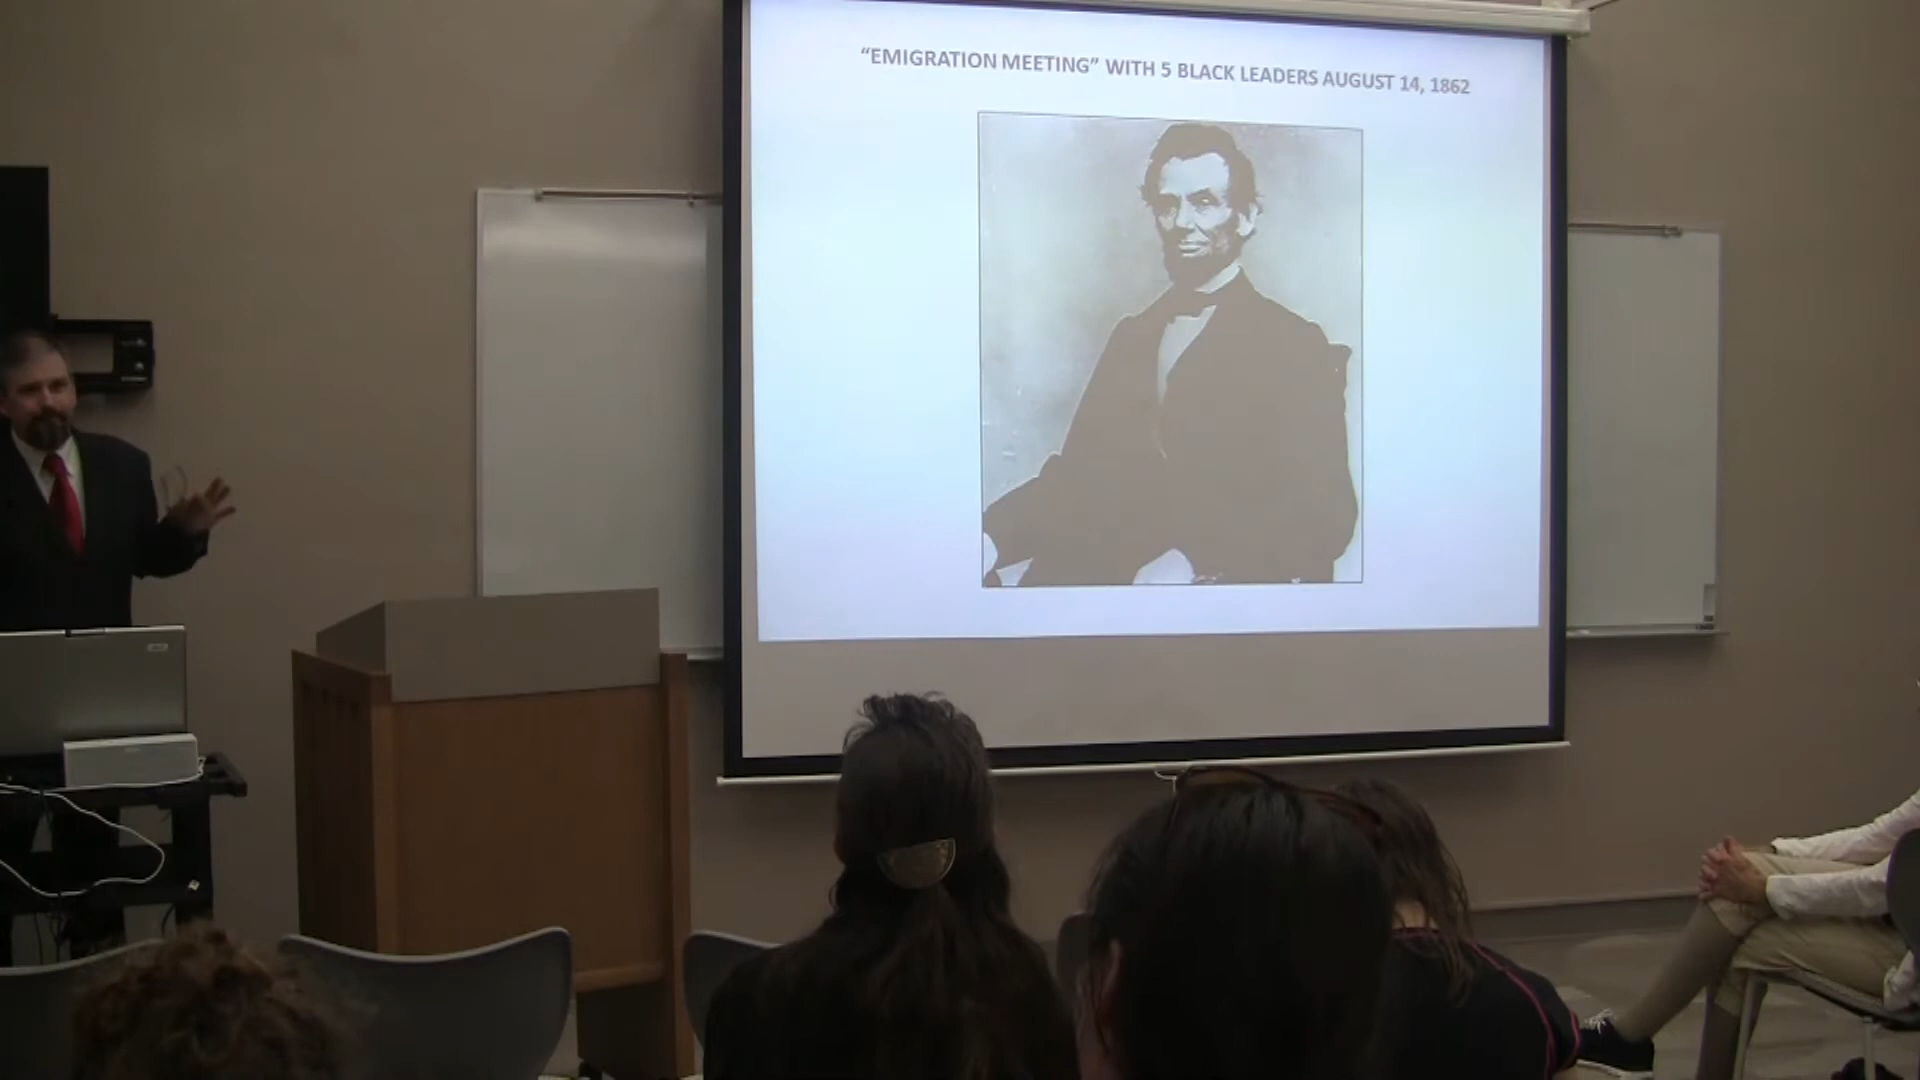 “EMIGRATION MEETING” WITH 5 BLACK LEADERS AUGUST 14, 1862